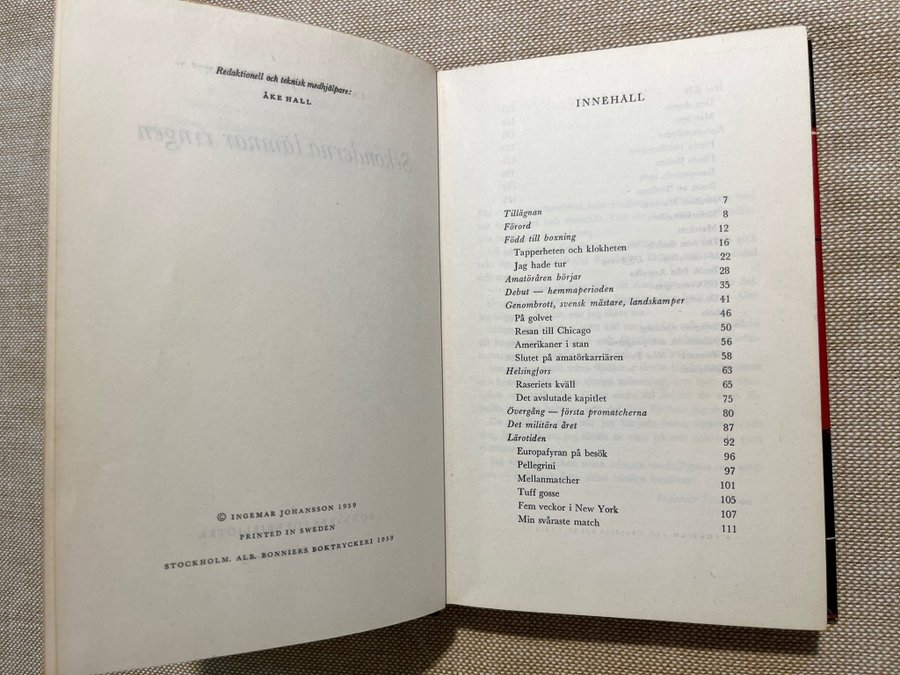 Redaktionell och teknisk medhjälpare:
ÅKE HALL
© INGEMAR JOHANSSON 1959
PRINTED IN SWEDEN
STOCKHOLM. ALB. BONNIERS BOKTRYCKERI 1959
INNEHÅLL
Tillägnan 7
Förord 8
Född till boxning 12
Tapperheten och klokheten 16
Jag hade tur 22
Amatöråren börjar 28
Debut — hemmaperioden 35
Genombrott, svensk mästare, landskamper 41
På golvet 46
Resan till Chicago 50
Amerikaner i stan 56
Slutet på amatörkarriären 58
Helsingfors 63
Raseriets kväll 65
Det avslutade kapitlet 75
Övergång — första promatcherna 80
Det militära året 87
Lärotiden 92
Europafyran på besök 96
Pellegrini 97
Mellanmatcher 101
Tuff gosse 105
Fem veckor i New York 107
Min svåraste match 111